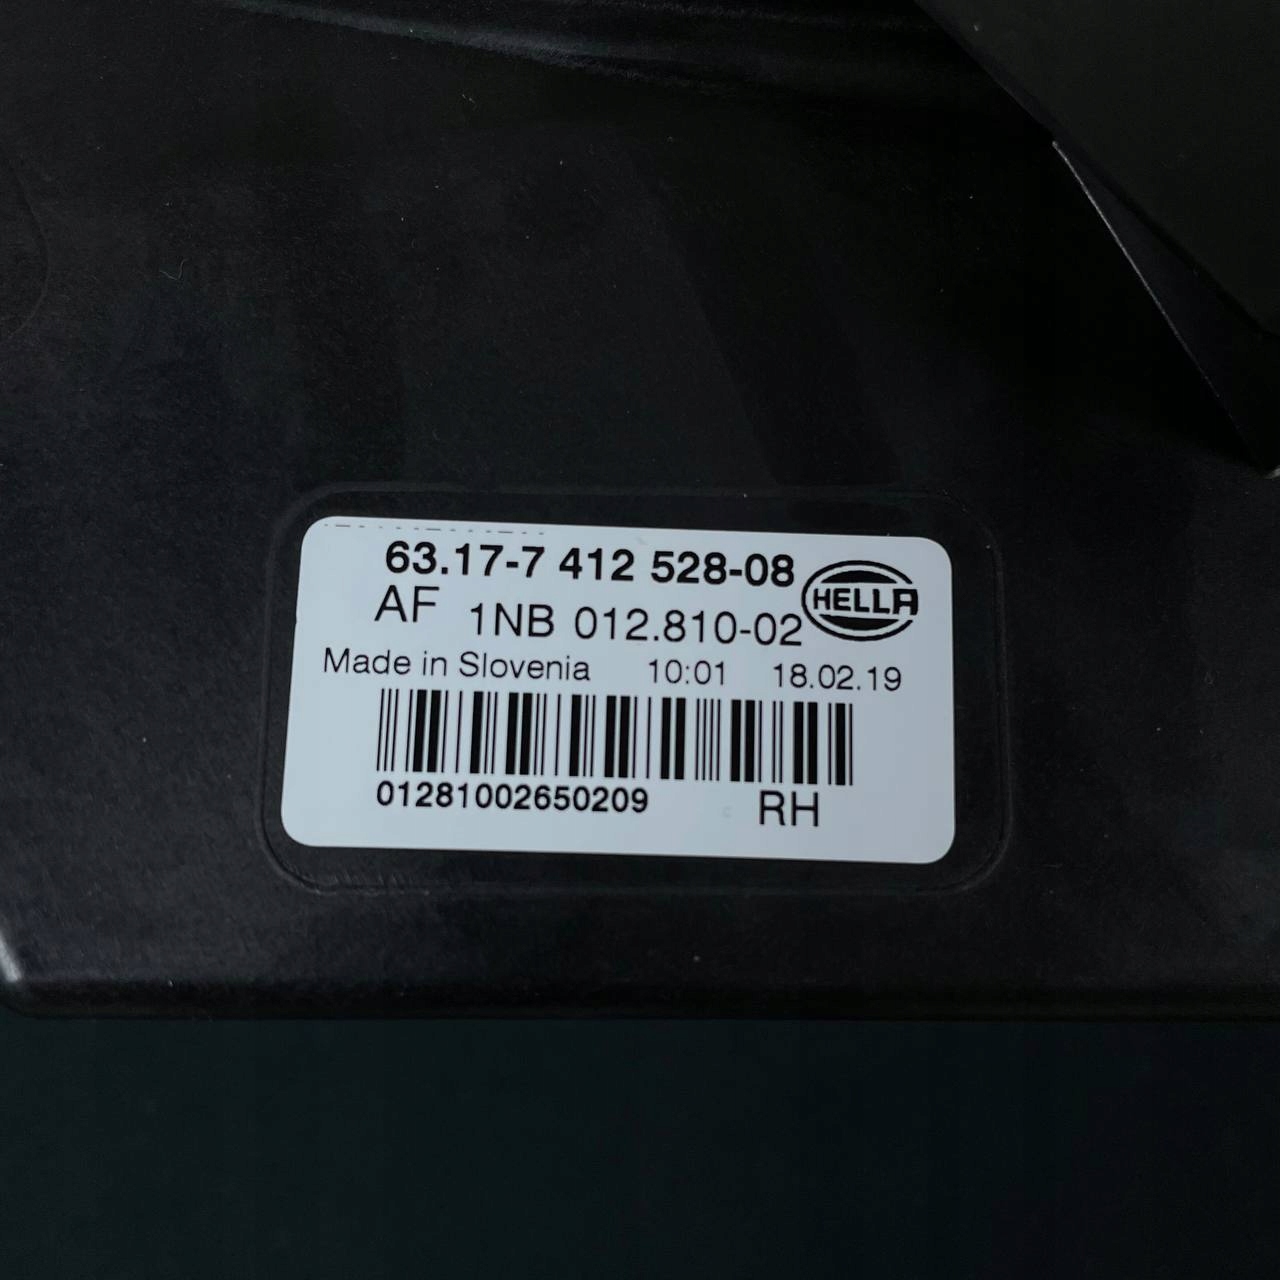 63.17-7 412 528-08
AF 1NB 012.810-02 HELLA
Made in Slovenia 10:01 18.02.19
01281002650209 RH